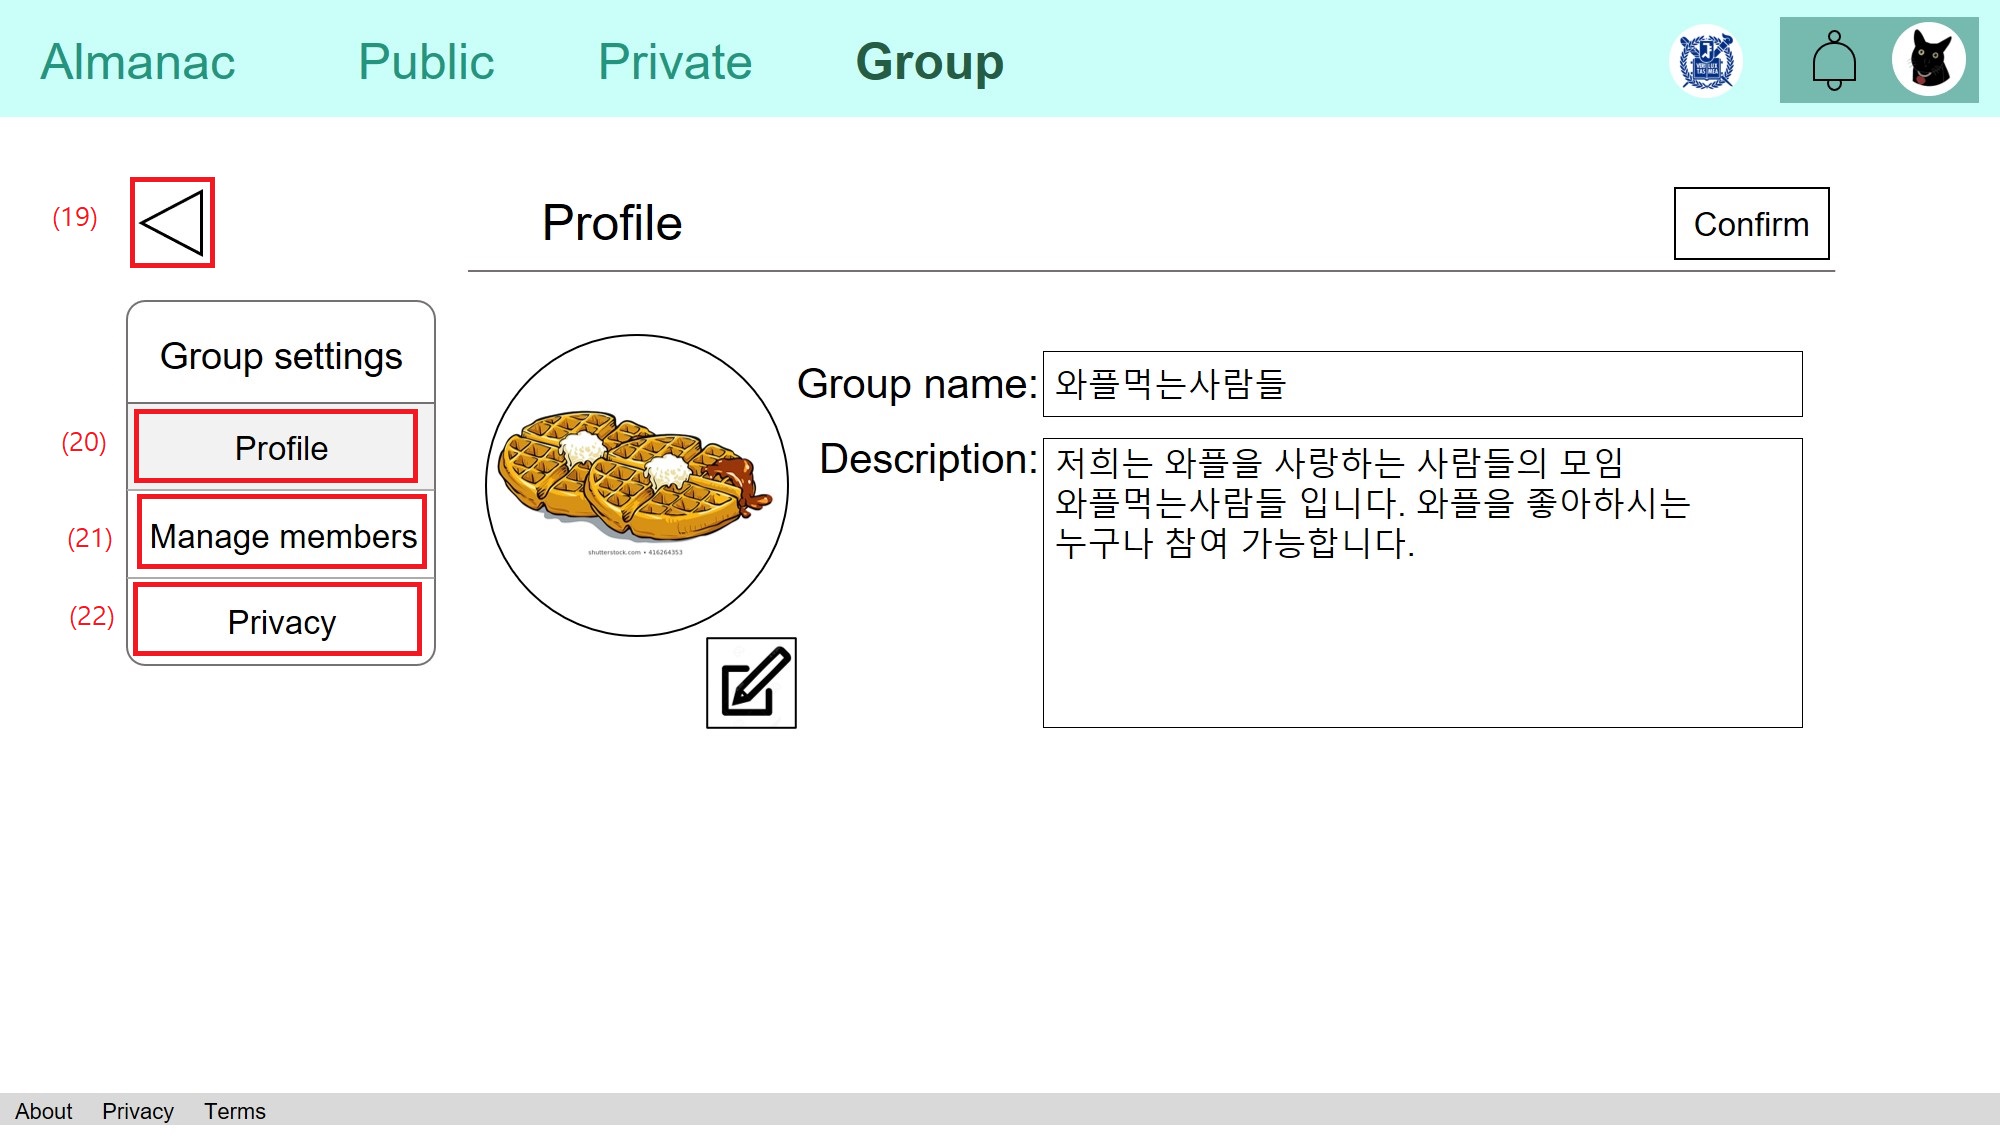 Almanac Public Private Group
(19)
Profile
Confirm
Group settings
(20) Profile
(21) Manage members
(22) Privacy
shutterstock.com • 416264353
Group name: 와플먹는사람들
Description: 저희는 와플을 사랑하는 사람들의 모임
와플먹는사람들 입니다. 와플을 좋아하시는
누구나 참여 가능합니다.
About Privacy Terms